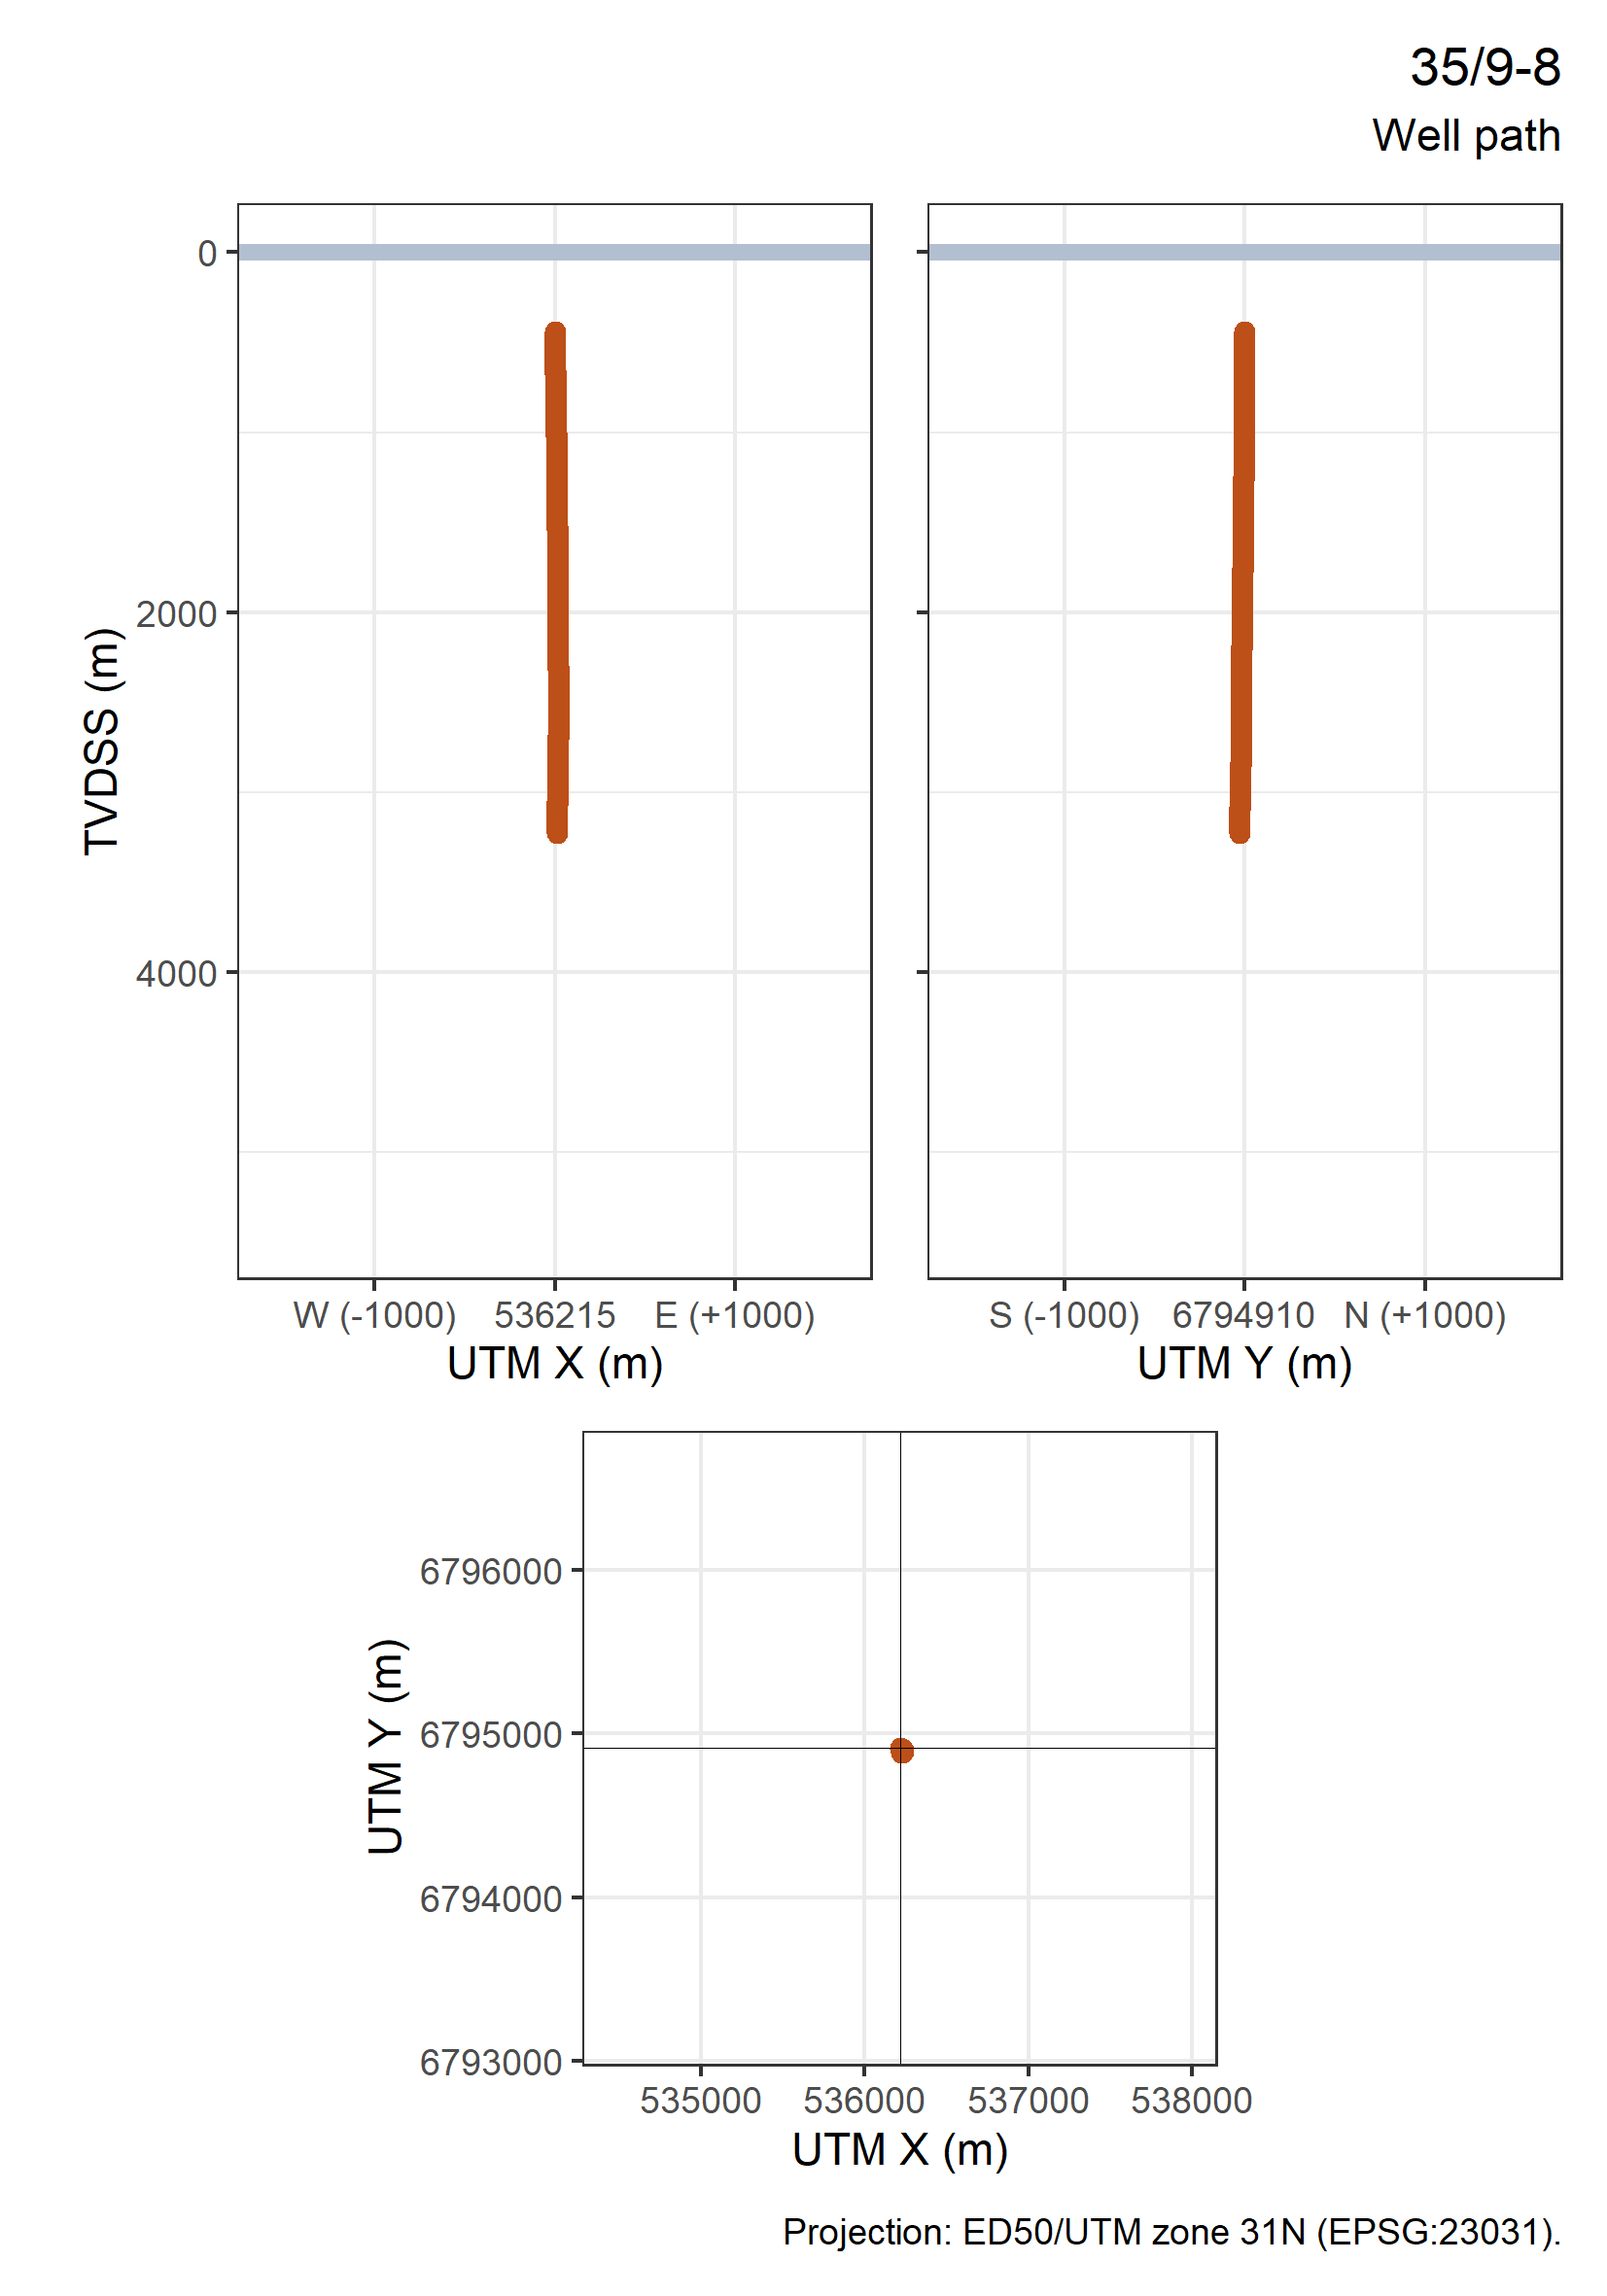 35/9-8
Well path
TVDSS (m)
0
2000
4000
W (-1000) 536215 E (+1000)
UTM X (m)
S (-1000) 6794910 N (+1000)
UTM Y (m)
UTM Y (m)
6796000
6795000
6794000
6793000
535000 536000 537000 538000
UTM X (m)
Projection: ED50/UTM zone 31N (EPSG:23031).